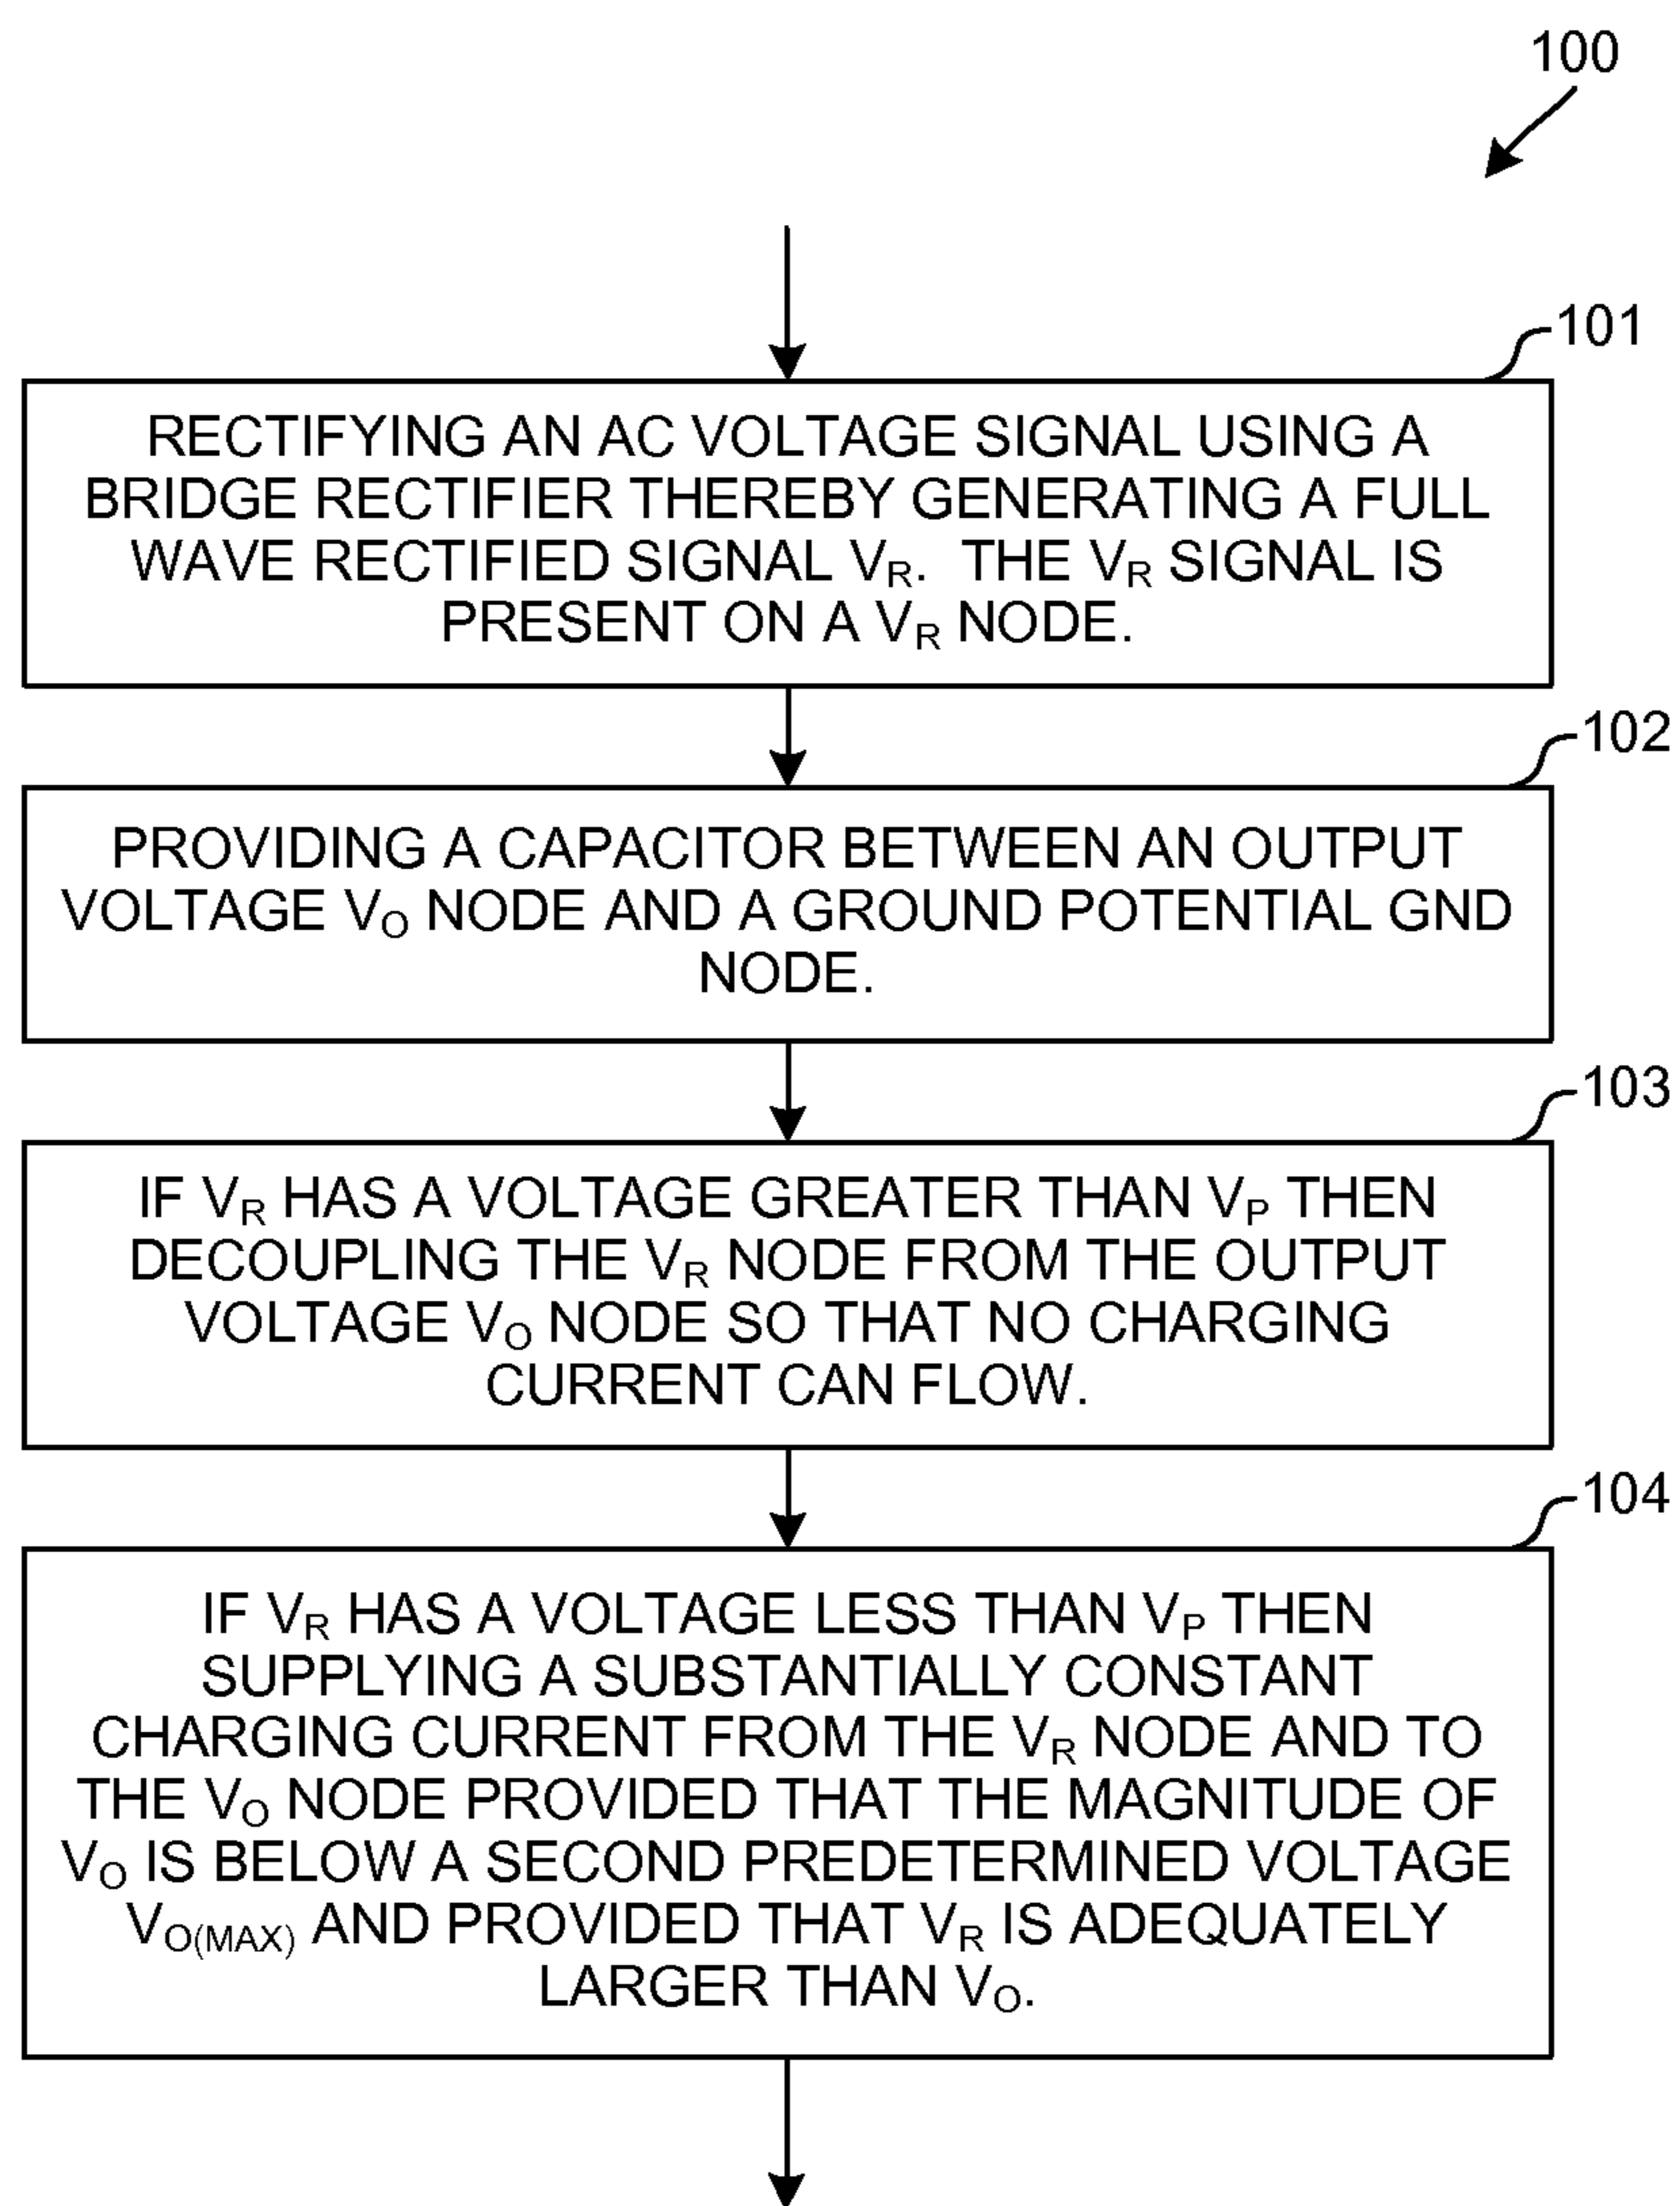 100
101
RECTIFYING AN AC VOLTAGE SIGNAL USING A
BRIDGE RECTIFIER THEREBY GENERATING A FULL
WAVE RECTIFIED SIGNAL VR. THE VR SIGNAL IS
PRESENT ON A VR NODE.
102
PROVIDING A CAPACITOR BETWEEN AN OUTPUT
VOLTAGE VO NODE AND A GROUND POTENTIAL GND
NODE.
103
IF VR HAS A VOLTAGE GREATER THAN VP THEN
DECOUPLING THE VR NODE FROM THE OUTPUT
VOLTAGE VO NODE SO THAT NO CHARGING
CURRENT CAN FLOW.
104
IF VR HAS A VOLTAGE LESS THAN VP THEN
SUPPLYING A SUBSTANTIALLY CONSTANT
CHARGING CURRENT FROM THE VR NODE AND TO
THE VO NODE PROVIDED THAT THE MAGNITUDE OF
VO IS BELOW A SECOND PREDETERMINED VOLTAGE
VO(MAX) AND PROVIDED THAT VR IS ADEQUATELY
LARGER THAN VO.